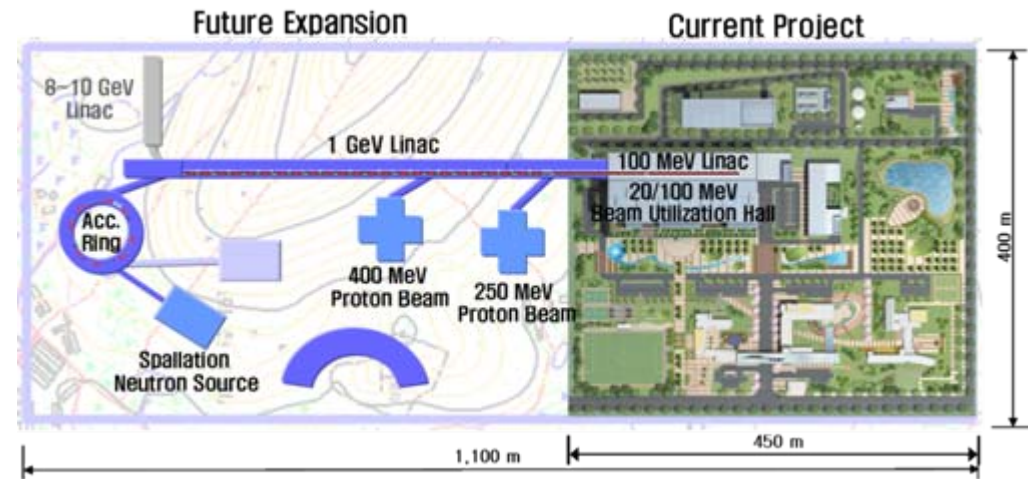 Future Expansion
Current Project
8~10 GeV
Linac
1 GeV Linac
100 MeV Linac
20/100 MeV
Beam Utilization Hall
Acc.
Ring
400 MeV
Proton Beam
250 MeV
Proton Beam
Spallation
Neutron Source
400 m
450 m
1,100 m